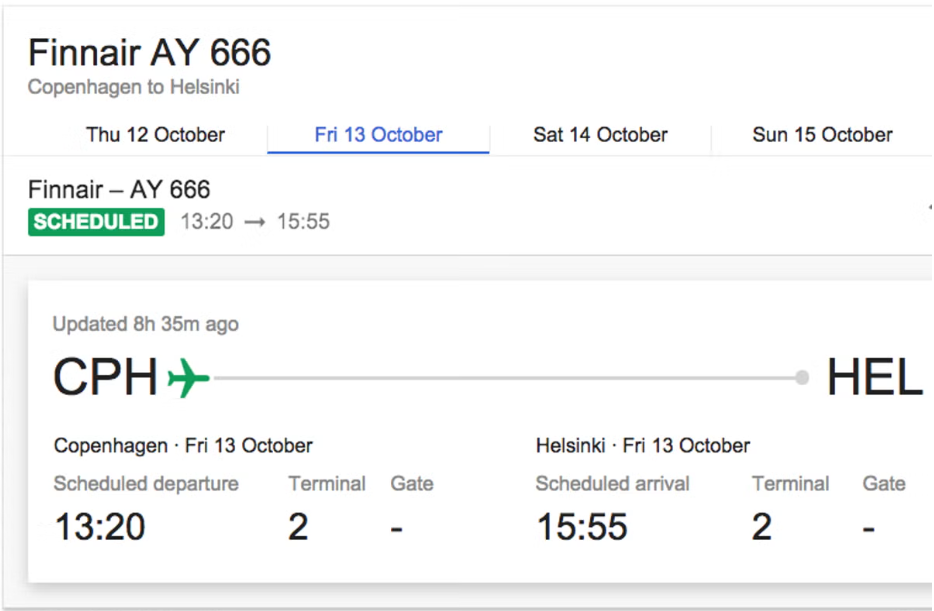 Finnair AY 666
Copenhagen to Helsinki
Thu 12 October Fri 13 October Sat 14 October Sun 15 October
Finnair – AY 666
SCHEDULED 13:20 → 15:55
Updated 8h 35m ago
CPH HEL
Copenhagen · Fri 13 October Helsinki · Fri 13 October
Scheduled departure Terminal Gate Scheduled arrival Terminal Gate
13:20 2 - 15:55 2 -